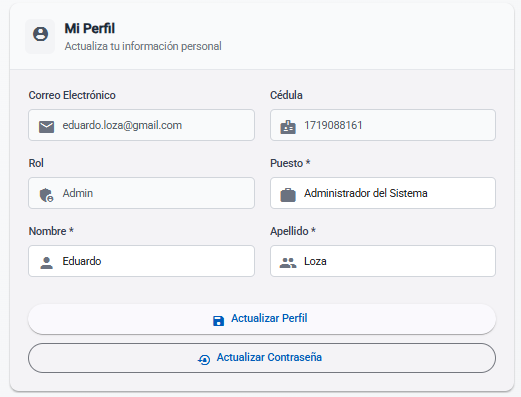 Mi Perfil
Actualiza tu información personal
Correo Electrónico
Cédula
eduardo.loza@gmail.com
1719088161
Rol
Puesto *
Admin
Administrador del Sistema
Nombre *
Apellido *
Eduardo
Loza
Actualizar Perfil
Actualizar Contraseña